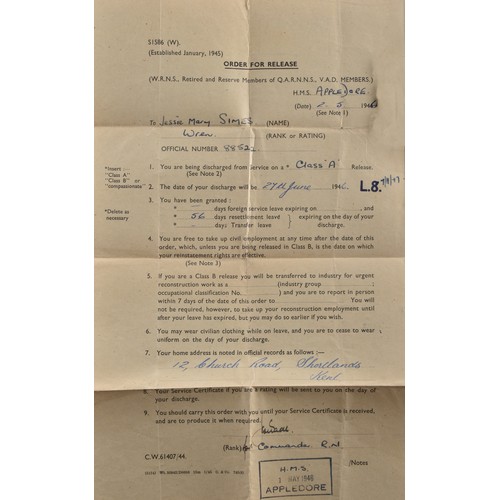 S1586 (W).
(Established January, 1945)
ORDER FOR RELEASE
(W.R.N.S., Retired and Reserve Members of Q.A.R.N.N.S., V.A.D. MEMBERS.)
H.M.S. APPLEDORE
(Date) 2. 5. 1946
(See Note 1)
To Jessie Mary SIMES (NAME)
Wren. (RANK or RATING)
OFFICIAL NUMBER 88522
*Insert :- "Class A" Class B" or "compassionate"
1. You are being discharged from service on a * Class 'A' Release.
(See Note 2)
2. The date of your discharge will be 27th June 1946. L.8.
3. You have been granted :-
*Delete as necessary
* — days foreign service leave expiring on and
* 56 days resettlement leave } expiring on the day of your
* - days Transfer leave } discharge.
4. You are free to take up civil employment at any time after the date of
this order, which, unless you are being released in Class B, is the date on which
your reinstatement rights are effective.
(See Note 3)
5. If you are a Class B release you will be transferred to industry for urgent
reconstruction work as a (industry group :
occupational classification No. ) and you are to report in person
within 7 days of the date of this order to You will
not be required, however, to take up your reconstruction employment until
after your leave has expired, but you may do so earlier if you wish.
6. You may wear civilian clothing while on leave, and you are to cease to wear
uniform on the day of your discharge.
7. Your home address is noted in official records as follows :-
12, Church Road, Shortlands
Kent.
8. Your Service Certificate if you are a rating will be sent to you on the day of
your discharge.
9. You should carry this order with you until your Service Certificate is received,
and are to produce it when required.
(Rank) Commander R.N.
C.W.61407/44.
/Notes
H.M.S.
1 MAY 1946
APPLEDORE